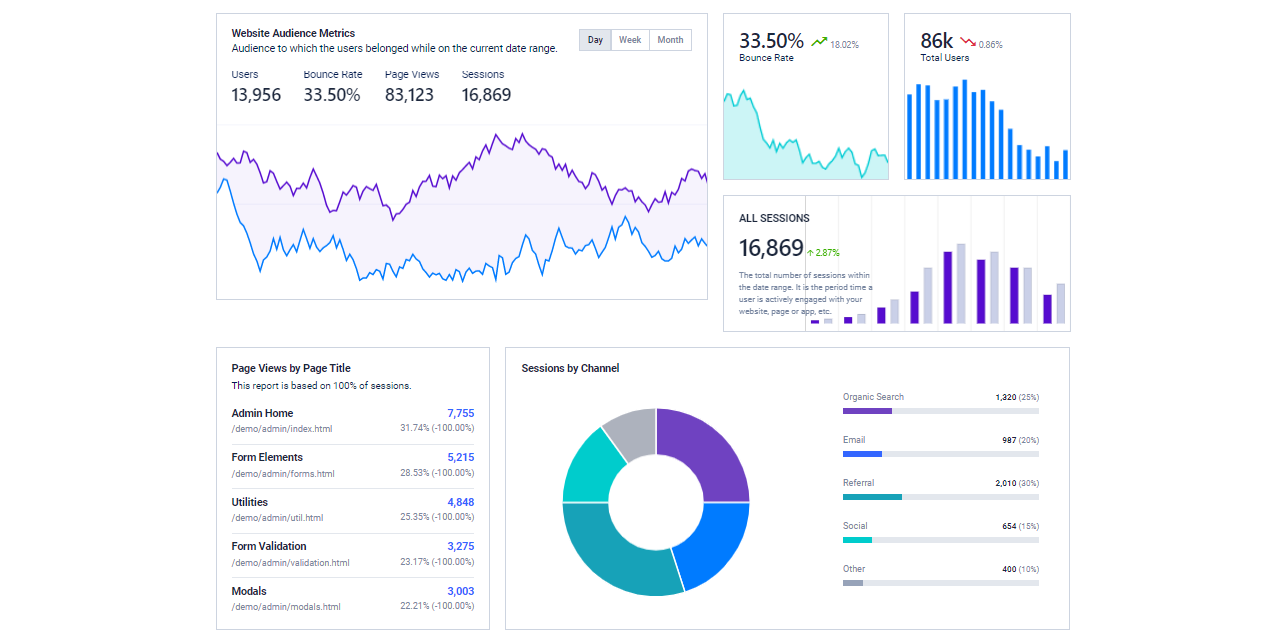 Website Audience Metrics
Audience to which the users belonged while on the current date range.
Day Week Month
Users Bounce Rate Page Views Sessions
13,956 33.50% 83,123 16,869
33.50% 18.02%
Bounce Rate
86k 0.86%
Total Users
ALL SESSIONS
16,869 2.87%
The total number of sessions within
the date range. It is the period time a
user is actively engaged with your
website, page or app, etc.
Page Views by Page Title
This report is based on 100% of sessions.
Admin Home 7,755
/demo/admin/index.html 31.74% (-100.00%)
Form Elements 5,215
/demo/admin/forms.html 28.53% (-100.00%)
Utilities 4,848
/demo/admin/util.html 25.35% (-100.00%)
Form Validation 3,275
/demo/admin/validation.html 23.17% (-100.00%)
Modals 3,003
/demo/admin/modals.html 22.21% (-100.00%)
Sessions by Channel
Organic Search 1,320 (25%)
Email 987 (20%)
Referral 2,010 (30%)
Social 654 (15%)
Other 400 (10%)